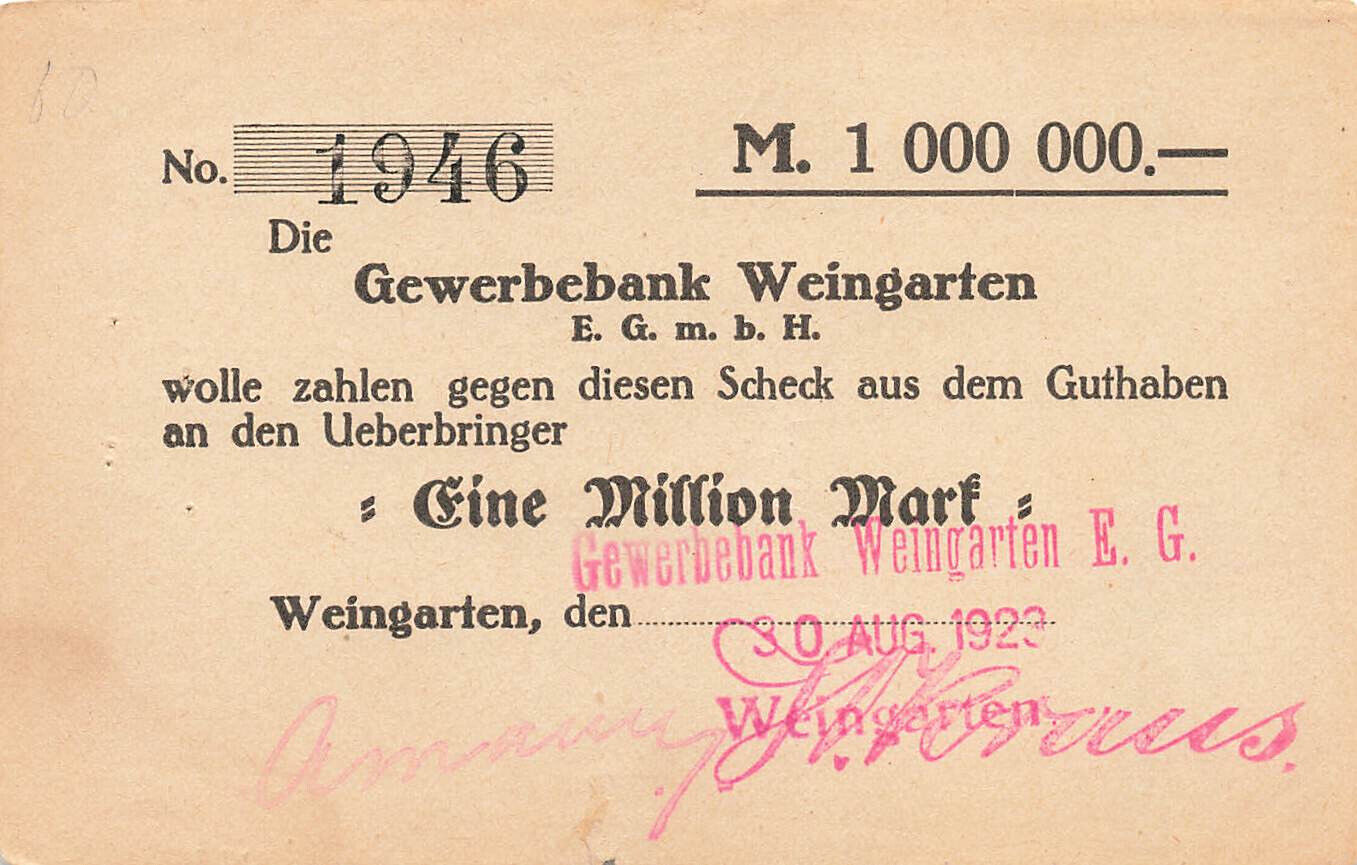 No. 1946 M. 1 000 000.—
Die
Gewerbebank Weingarten
E. G. m. b. H.
wolle zahlen gegen diesen Scheck aus dem Guthaben
an den Ueberbringer
Eine Million Mark
Gewerbebank Weingarten E. G.
Weingarten, den
30 AUG. 1923
Weingarten
Kraus.